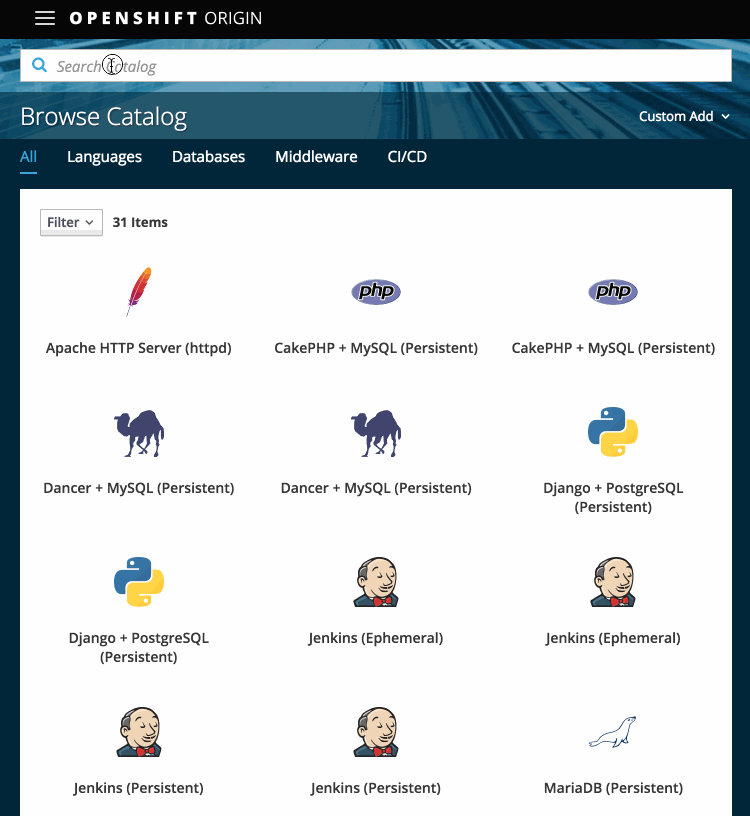 OPENSHIFT ORIGIN
Search Catalog
Browse Catalog
Custom Add
All Languages Databases Middleware CI/CD
Filter 31 Items
php php
Apache HTTP Server (httpd) CakePHP + MySQL (Persistent) CakePHP + MySQL (Persistent)
Dancer + MySQL (Persistent) Dancer + MySQL (Persistent) Django + PostgreSQL
(Persistent)
Django + PostgreSQL
(Persistent) Jenkins (Ephemeral) Jenkins (Ephemeral)
Jenkins (Persistent) Jenkins (Persistent) MariaDB (Persistent)